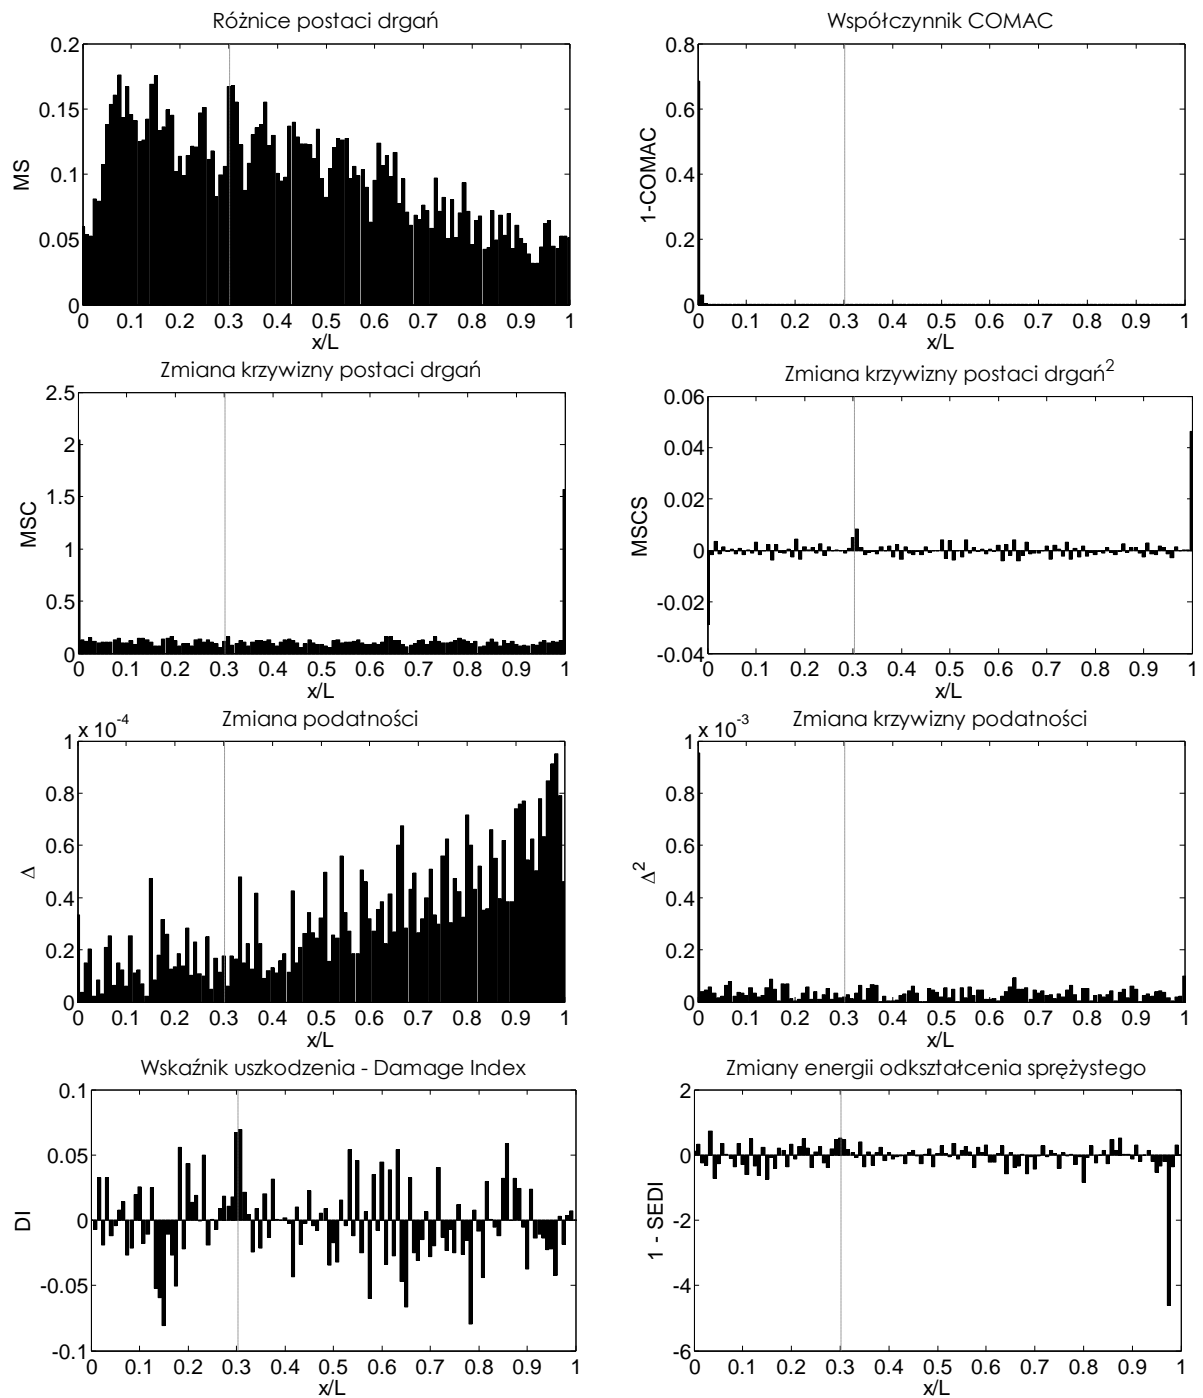 Różnice postaci drgań
0.2
0.15
0.1
0.05
0
MS
0 0.1 0.2 0.3 0.4 0.5 0.6 0.7 0.8 0.9 1
x/L
Współczynnik COMAC
0.8
0.6
0.4
0.2
0
1-COMAC
0 0.1 0.2 0.3 0.4 0.5 0.6 0.7 0.8 0.9 1
x/L
Zmiana krzywizny postaci drgań
2.5
2
1.5
1
0.5
0
MSC
0 0.1 0.2 0.3 0.4 0.5 0.6 0.7 0.8 0.9 1
x/L
Zmiana krzywizny postaci drgań²
0.06
0.04
0.02
0
-0.02
-0.04
MSCS
0 0.1 0.2 0.3 0.4 0.5 0.6 0.7 0.8 0.9 1
x/L
Zmiana podatności
x 10⁻⁴
1
0.8
0.6
0.4
0.2
0
Δ
0 0.1 0.2 0.3 0.4 0.5 0.6 0.7 0.8 0.9 1
x/L
Zmiana krzywizny podatności
x 10⁻³
1
0.8
0.6
0.4
0.2
0
Δ²
0 0.1 0.2 0.3 0.4 0.5 0.6 0.7 0.8 0.9 1
x/L
Wskaźnik uszkodzenia - Damage Index
0.1
0.05
0
-0.05
-0.1
DI
0 0.1 0.2 0.3 0.4 0.5 0.6 0.7 0.8 0.9 1
x/L
Zmiany energii odkształcenia sprężystego
2
0
-2
-4
-6
1 - SEDI
0 0.1 0.2 0.3 0.4 0.5 0.6 0.7 0.8 0.9 1
x/L